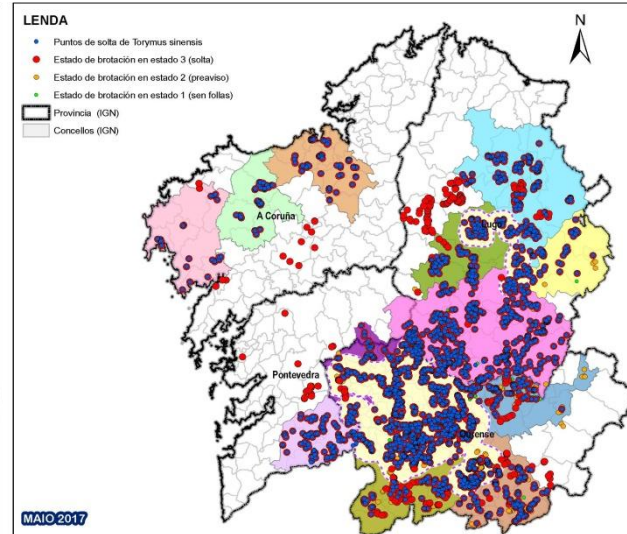 LENDA
Puntos de solta de Torymus sinensis
Estado de brotación en estado 3 (solta)
Estado de brotación en estado 2 (preaviso)
Estado de brotación en estado 1 (sen follas)
Provincia (IGN)
Concellos (IGN)
N
A Coruña
Lugo
Pontevedra
Ourense
MAIO 2017